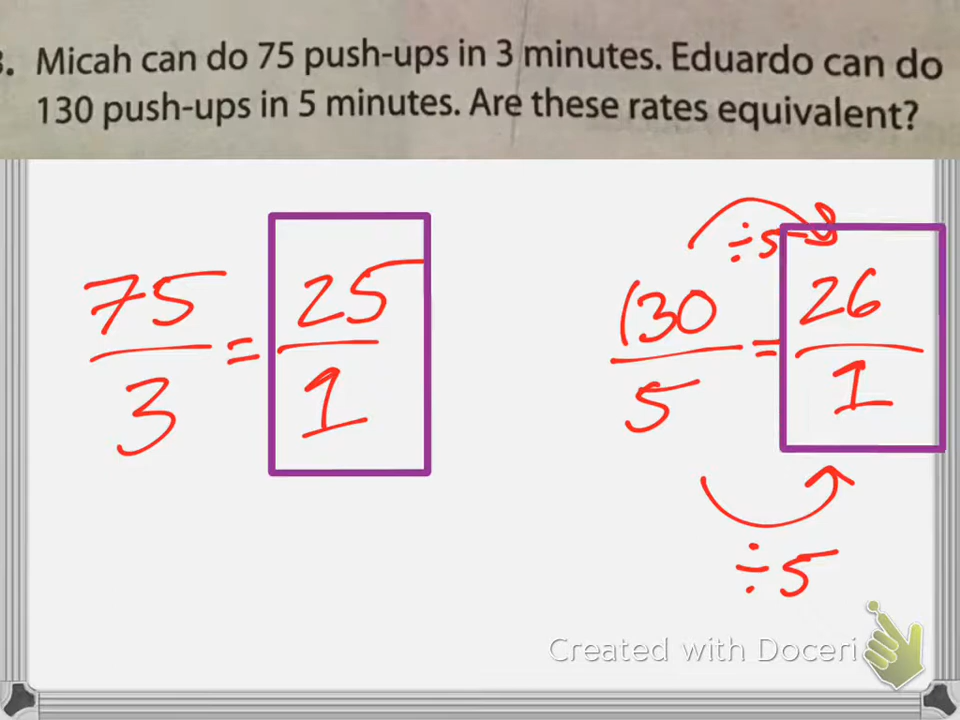 3. Micah can do 75 push-ups in 3 minutes. Eduardo can do
130 push-ups in 5 minutes. Are these rates equivalent?
÷5
75/3 = 25/1
130/5 = 26/1
÷5
Created with Doceri